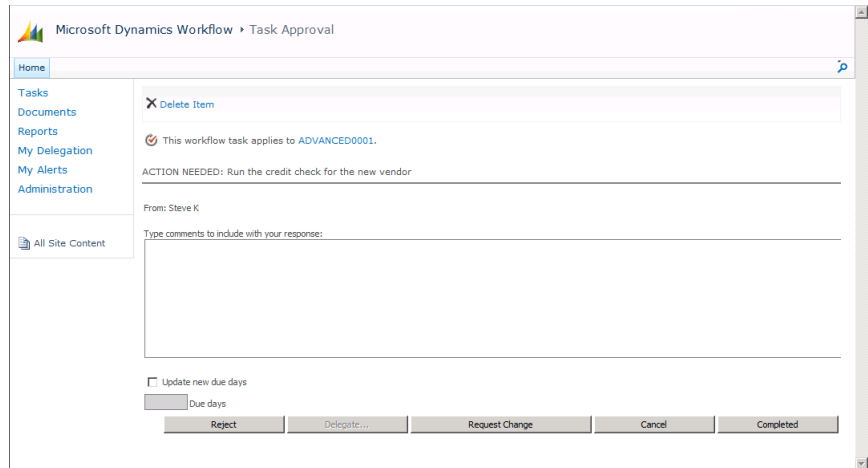 Microsoft Dynamics Workflow ▸ Task Approval
Home
Tasks
Documents
Reports
My Delegation
My Alerts
Administration
All Site Content
Delete Item
This workflow task applies to ADVANCED0001.
ACTION NEEDED: Run the credit check for the new vendor
From: Steve K
Type comments to include with your response:
Update new due days
Due days
Reject Delegate... Request Change Cancel Completed